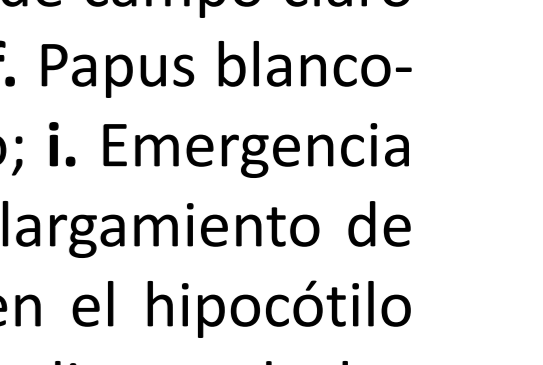 de campo claro
f. Papus blanco-
; i. Emergencia
largamiento de
en el hipocótilo